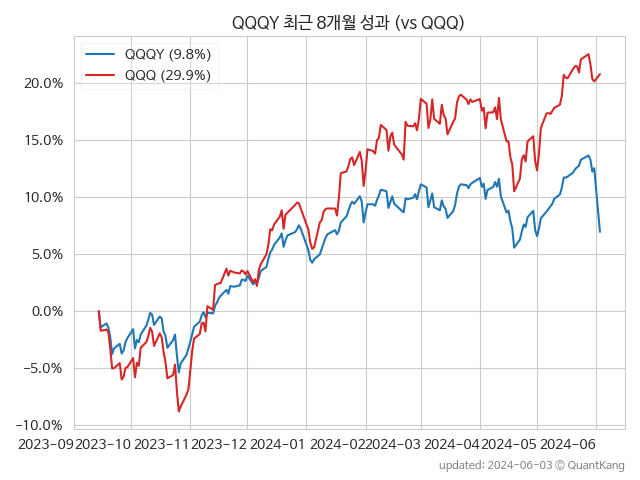 QQQY 최근 8개월 성과 (vs QQQ)
QQQY (9.8%)
QQQ (29.9%)
20.0%
15.0%
10.0%
5.0%
0.0%
−5.0%
−10.0%
2023-09 2023-10 2023-11 2023-12 2024-01 2024-02 2024-03 2024-04 2024-05 2024-06
updated: 2024-06-03 © QuantKang